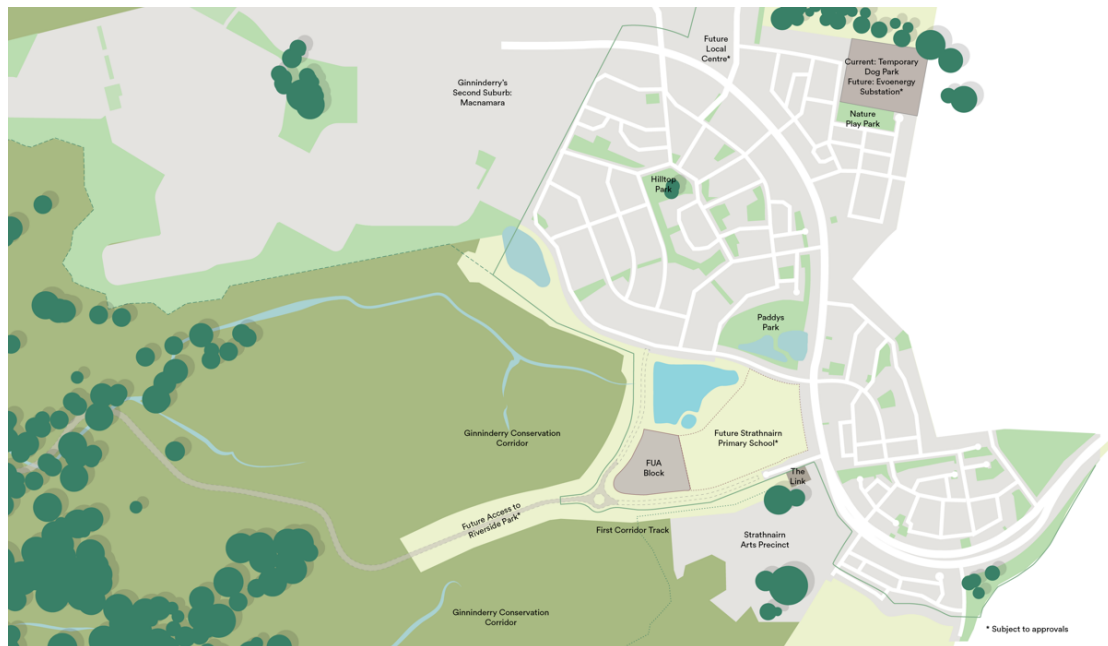 Future
Local
Centre*
Current: Temporary
Dog Park
Future: Evoenergy
Substation*
Ginninderry's
Second Suburb:
Macnamara
Nature
Play Park
Hilltop
Park
Paddys
Park
Ginninderry Conservation
Corridor
Future Strathnairn
Primary School*
FUA
Block
The
Link
Future Access to
Riverside Park*
First Corridor Track
Strathnairn
Arts Precinct
Ginninderry Conservation
Corridor
* Subject to approvals